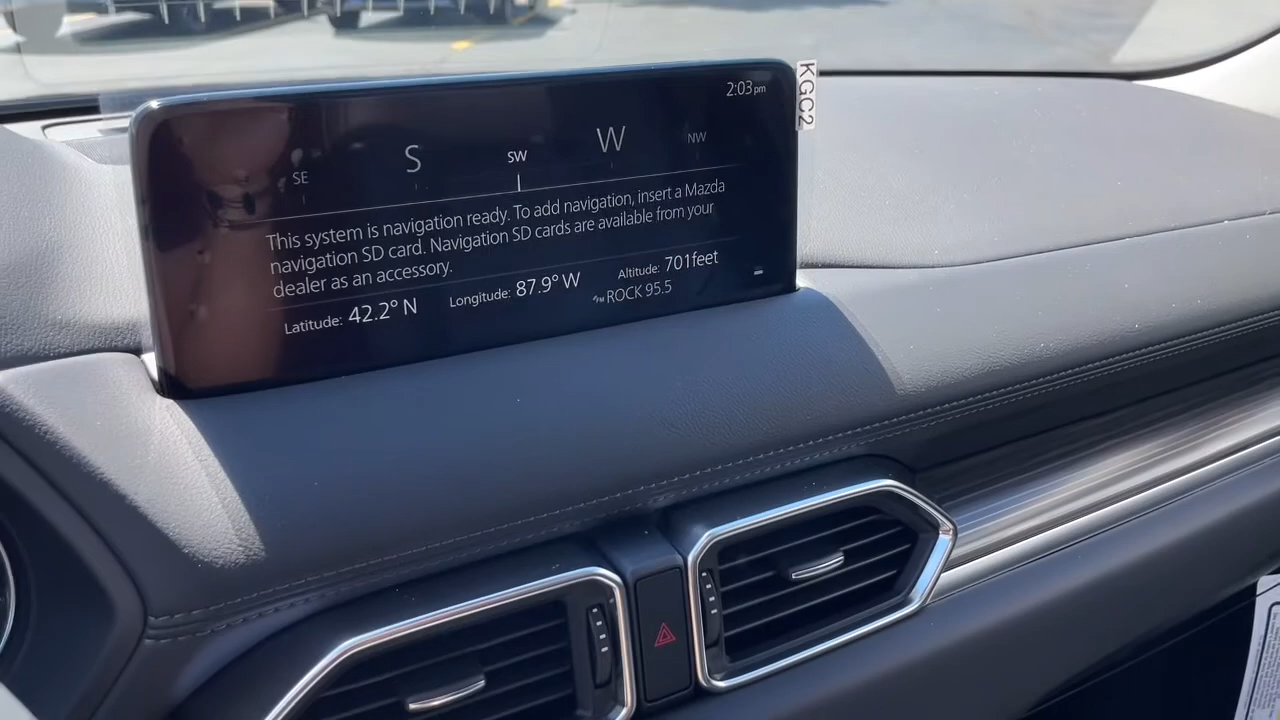 2:03pm
KGC2
SE S SW W NW
This system is navigation ready. To add navigation, insert a Mazda
navigation SD card. Navigation SD cards are available from your
dealer as an accessory.
Latitude: 42.2° N Longitude: 87.9° W Altitude: 701feet
FM ROCK 95.5